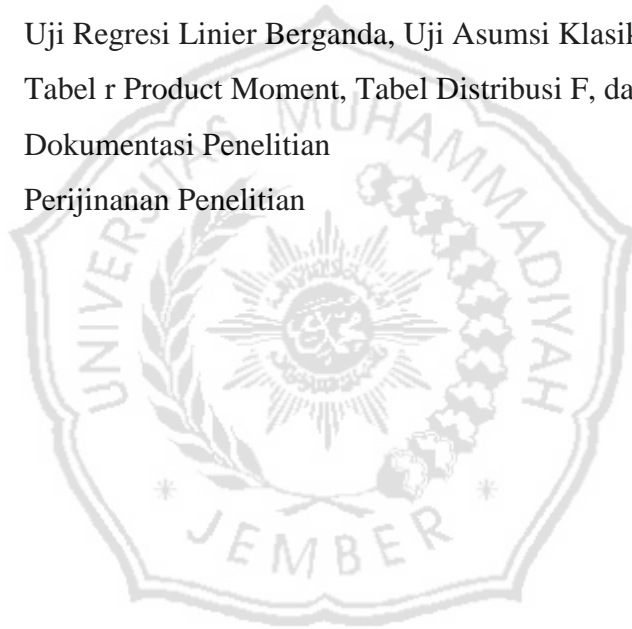 Uji Regresi Linier Berganda, Uji Asumsi Klasik
Tabel r Product Moment, Tabel Distribusi F, da
Dokumentasi Penelitian
Perijinanan Penelitian
UNIVERSITAS MUHAMMADIYAH
* JEMBER *